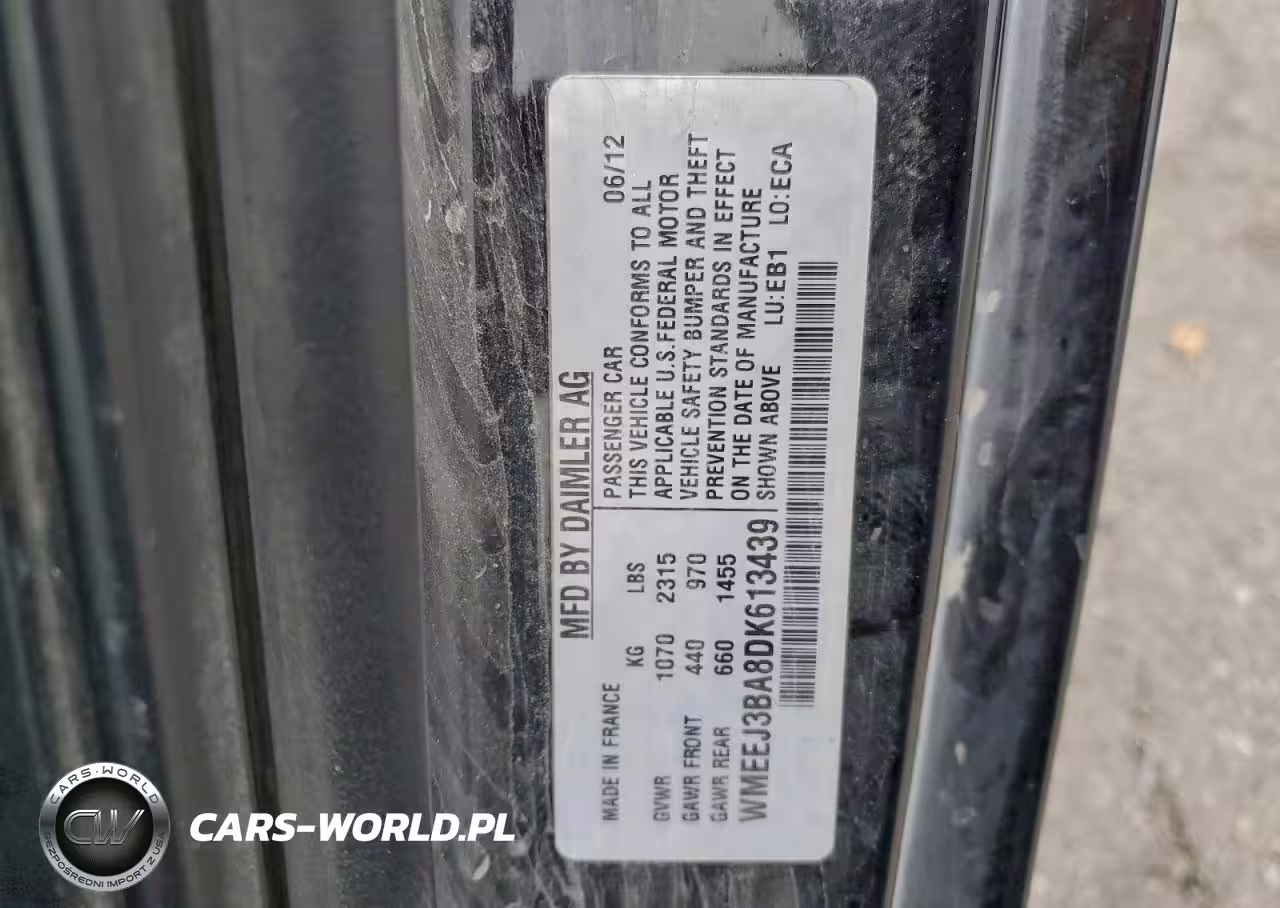 MFD BY DAIMLER AG
MADE IN FRANCE KG LBS PASSENGER CAR 06/12
THIS VEHICLE CONFORMS TO ALL
GVWR 1070 2315 APPLICABLE U.S.FEDERAL MOTOR
GAWR FRONT 440 970 VEHICLE SAFETY BUMPER AND THEFT
GAWR REAR 660 1455 PREVENTION STANDARDS IN EFFECT
ON THE DATE OF MANUFACTURE
WMEEJ3BA8DK613439 SHOWN ABOVE LU:EB1 LO:ECA
CARS-WORLD
CW
BEZPOŚREDNI IMPORT Z USA
CARS-WORLD.PL